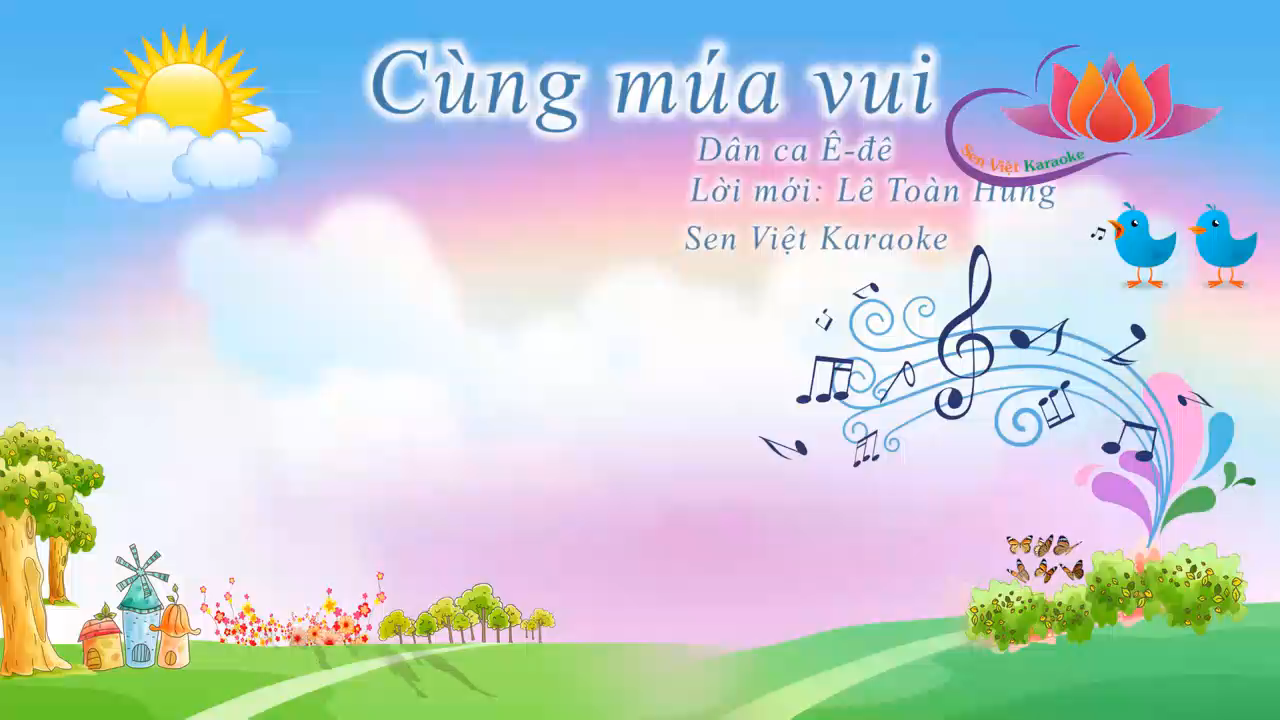 Cùng múa vui
Dân ca Ê-đê
Sen Việt Karaoke
Lời mới: Lê Toàn Hùng
Sen Việt Karaoke